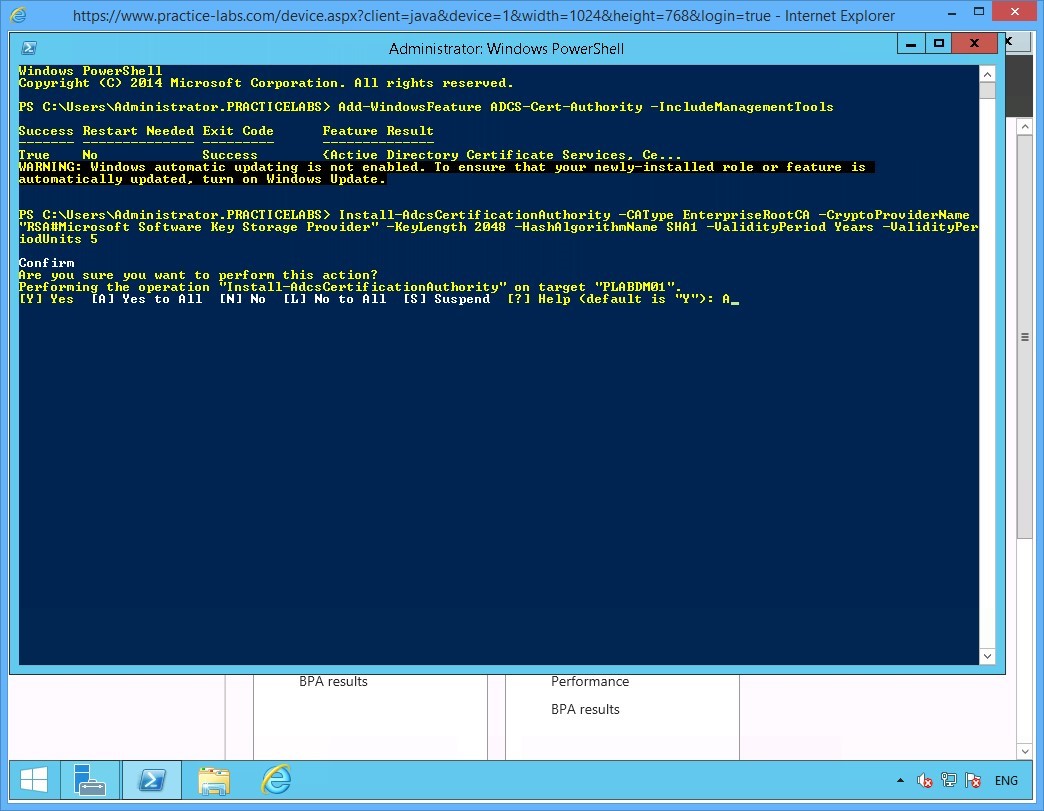 https://www.practice-labs.com/device.aspx?client=java&device=1&width=1024&height=768&login=true - Internet Explorer
Administrator: Windows PowerShell
Windows PowerShell
Copyright (C) 2014 Microsoft Corporation. All rights reserved.
PS C:\Users\Administrator.PRACTICELABS> Add-WindowsFeature ADCS-Cert-Authority -IncludeManagementTools
Success Restart Needed Exit Code      Feature Result
------- -------------- ---------      --------------
True    No             Success        {Active Directory Certificate Services, Ce...
WARNING: Windows automatic updating is not enabled. To ensure that your newly-installed role or feature is
automatically updated, turn on Windows Update.
PS C:\Users\Administrator.PRACTICELABS> Install-AdcsCertificationAuthority -CAType EnterpriseRootCA -CryptoProviderName
"RSA#Microsoft Software Key Storage Provider" -KeyLength 2048 -HashAlgorithmName SHA1 -ValidityPeriod Years -ValidityPer
iodUnits 5
Confirm
Are you sure you want to perform this action?
Performing the operation "Install-AdcsCertificationAuthority" on target "PLABDM01".
[Y] Yes  [A] Yes to All  [N] No  [L] No to All  [S] Suspend  [?] Help (default is "Y"): A_
BPA results
Performance
BPA results
ENG